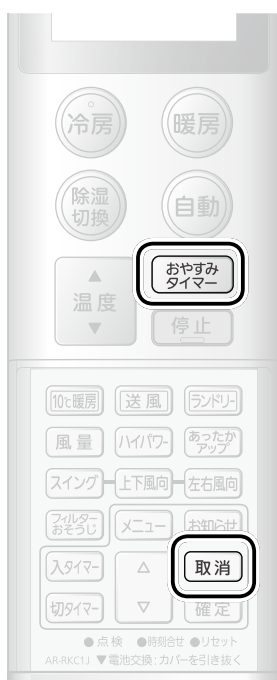 冷房 暖房
除湿
切換
自動
おやすみ
タイマー
温度
停止
10℃暖房 送風 ランドリー
風量 ハイパワー あったか
アップ
スイング 上下風向 左右風向
フィルター
おそうじ
メニュー お知らせ
入タイマー 取消
切タイマー 確定
●点検 ●時刻合せ ●リセット
AR-RKC1J ▼電池交換:カバーを引き抜く